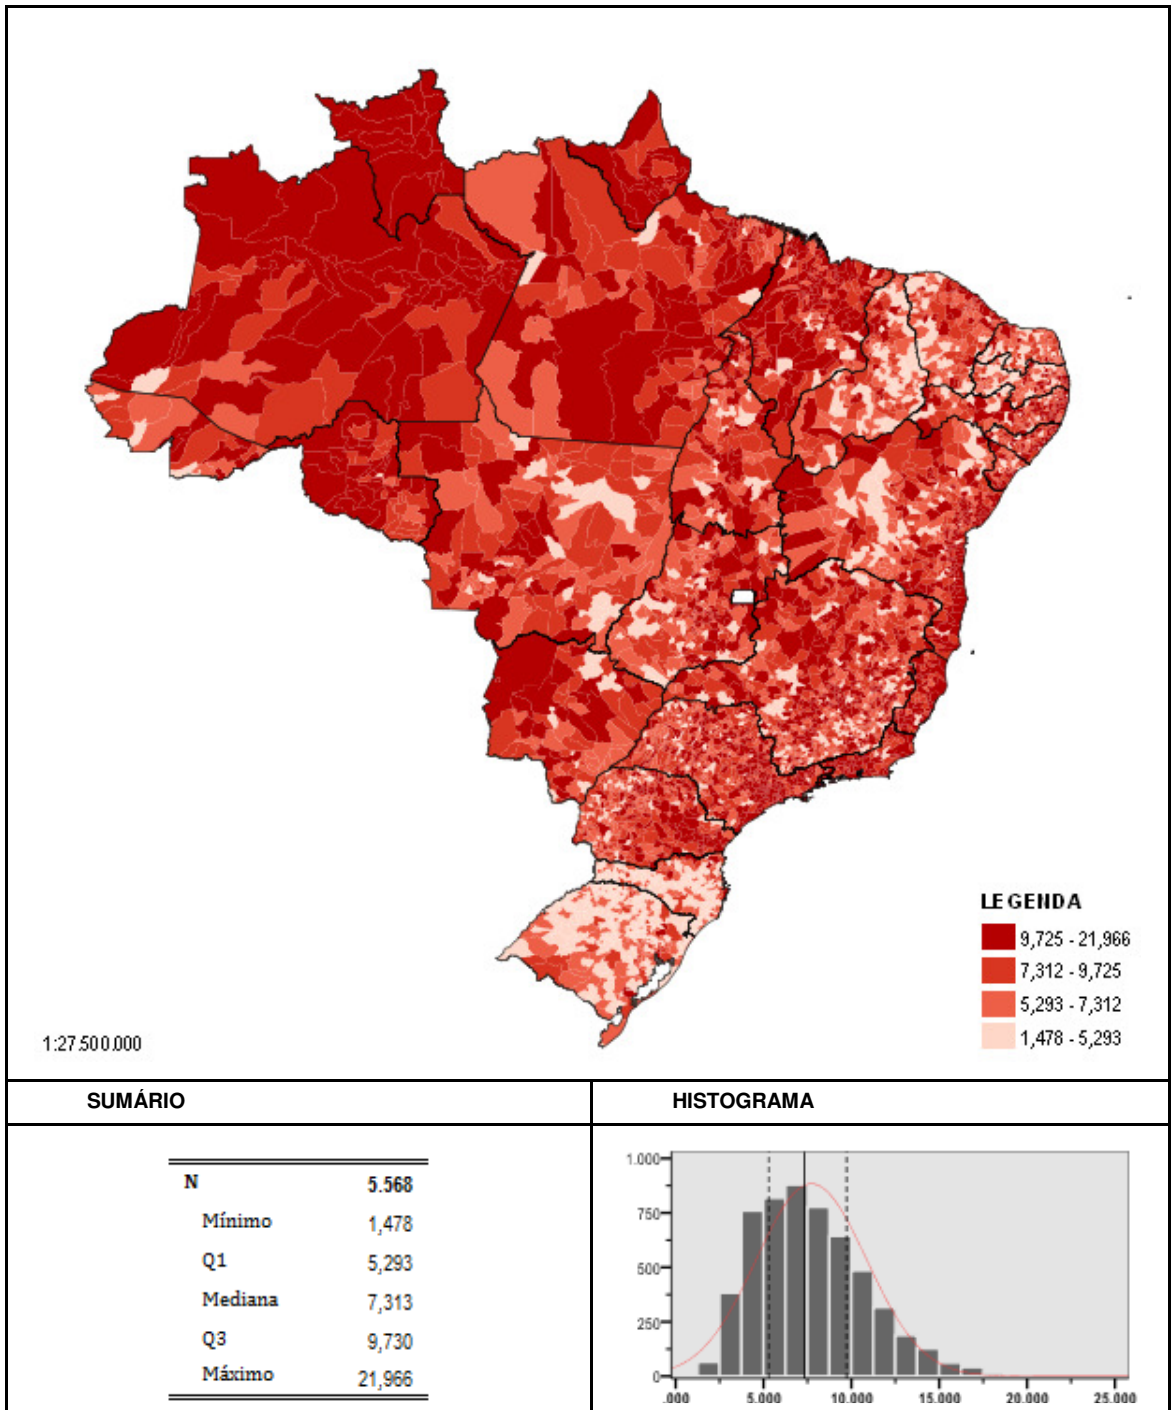 LEGENDA
9,725 - 21,966
7,312 - 9,725
5,293 - 7,312
1,478 - 5,293
1:27.500.000
SUMÁRIO
HISTOGRAMA
N 5.568
Mínimo 1,478
Q1 5,293
Mediana 7,313
Q3 9,730
Máximo 21,966
1.000
750
500
250
0
.000 5.000 10.000 15.000 20.000 25.000